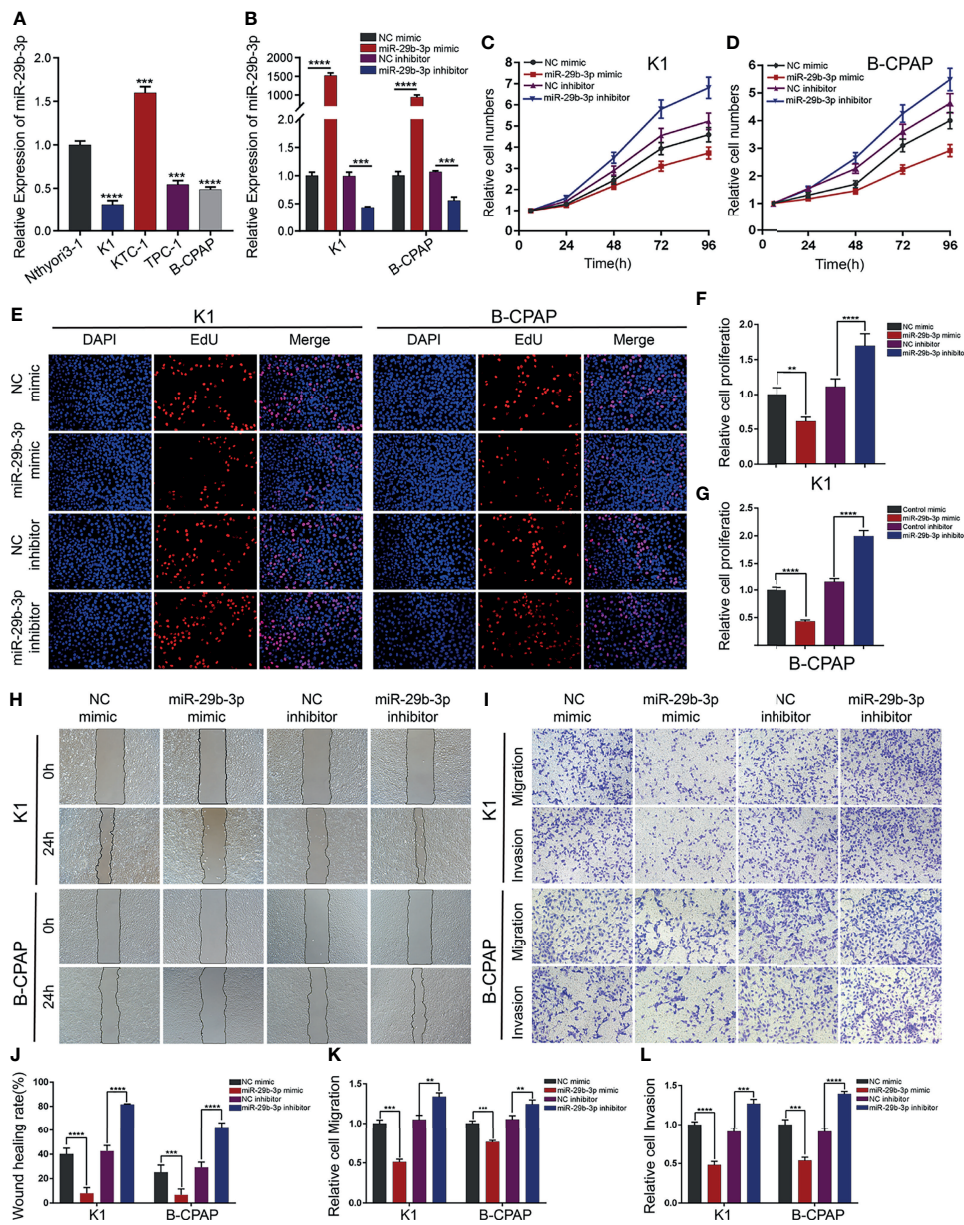 A
Relative Expression of miR-29b-3p
2.0
1.5
1.0
0.5
0.0
****
***
***
****
Nthyori3-1
K1
KTC-1
TPC-1
B-CPAP
B
Relative Expression of miR-29b-3p
2000
1500
1000
500
2.0
1.5
1.0
0.5
0.0
****
***
****
***
K1
B-CPAP
NC mimic
miR-29b-3p mimic
NC inhibitor
miR-29b-3p inhibitor
C
K1
Relative cell numbers
8
7
6
5
4
3
2
1
0
0
24
48
72
96
Time(h)
NC mimic
miR-29b-3p mimic
NC inhibitor
miR-29b-3p inhibitor
D
B-CPAP
Relative cell numbers
6
5
4
3
2
1
0
0
24
48
72
96
Time(h)
NC mimic
miR-29b-3p mimic
NC inhibitor
miR-29b-3p inhibitor
E
K1
B-CPAP
DAPI EdU Merge DAPI EdU Merge
NC
mimic
miR-29b-3p
mimic
NC
inhibitor
miR-29b-3p
inhibitor
F
Relative cell proliferatio
2.0
1.5
1.0
0.5
0.0
**
****
K1
NC mimic
miR-29b-3p mimic
NC inhibitor
miR-29b-3p inhibito
G
Relative cell proliferatio
2.5
2.0
1.5
1.0
0.5
0.0
****
****
B-CPAP
Control mimic
miR-29b-3p mimic
Control inhibitor
miR-29b-3p inhibito
H
NC
mimic
miR-29b-3p
mimic
NC
inhibitor
miR-29b-3p
inhibitor
K1
0h
24h
B-CPAP
0h
24h
I
NC
mimic
miR-29b-3p
mimic
NC
inhibitor
miR-29b-3p
inhibitor
K1
Migration
Invasion
B-CPAP
Migration
Invasion
J
Wound healing rate(%)
100
80
60
40
20
0
****
****
***
****
K1
B-CPAP
NC mimic
miR-29b-3p mimic
NC inhibitor
miR-29b-3p inhibitor
K
Relative cell Migration
1.5
1.0
0.5
0.0
***
**
***
**
K1
B-CPAP
NC mimic
miR-29b-3p mimic
NC inhibitor
miR-29b-3p inhibitor
L
Relative cell Invasion
1.5
1.0
0.5
0.0
****
***
***
****
K1
B-CPAP
NC mimic
miR-29b-3p mimic
NC inhibitor
miR-29b-3p inhibitor